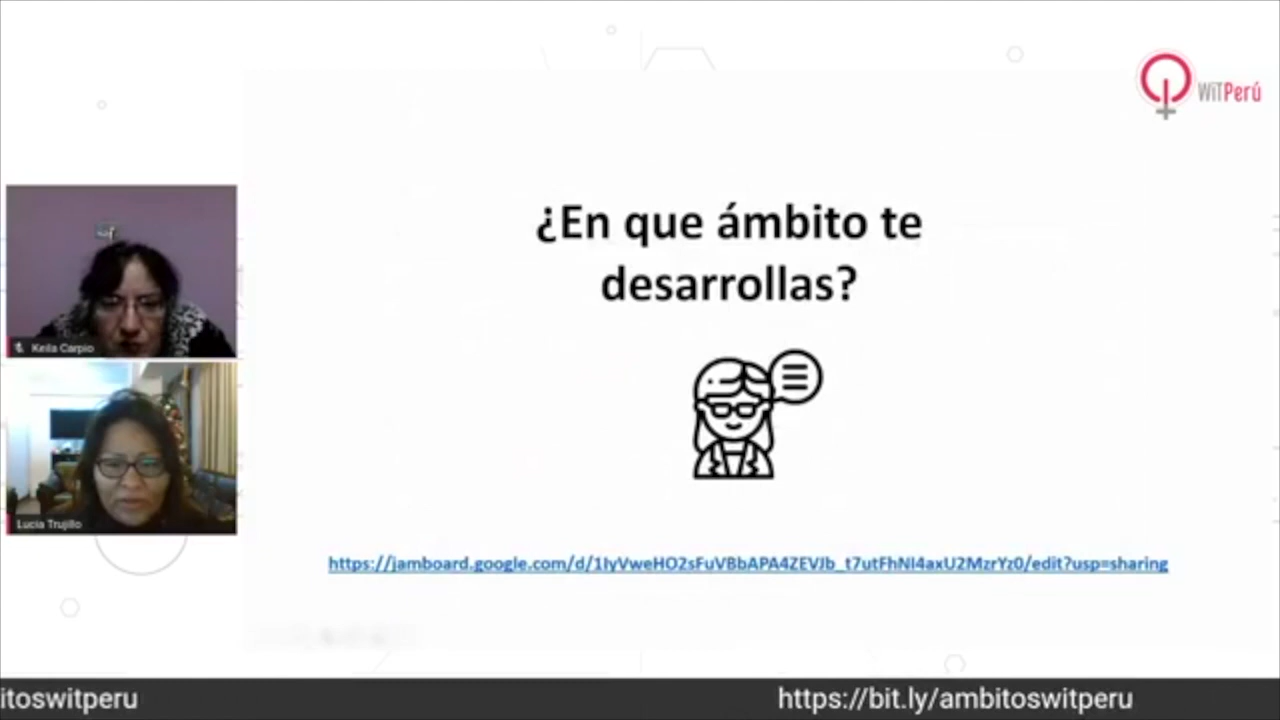 WiTPerú
¿En que ámbito te
desarrollas?
Keila Carpio
Lucia Trujillo
https://jamboard.google.com/d/1IyVweHO2sFuVBbAPA4ZEVJb_t7utFhNI4axU2MzrYz0/edit?usp=sharing
itoswitperu
https://bit.ly/ambitoswitperu